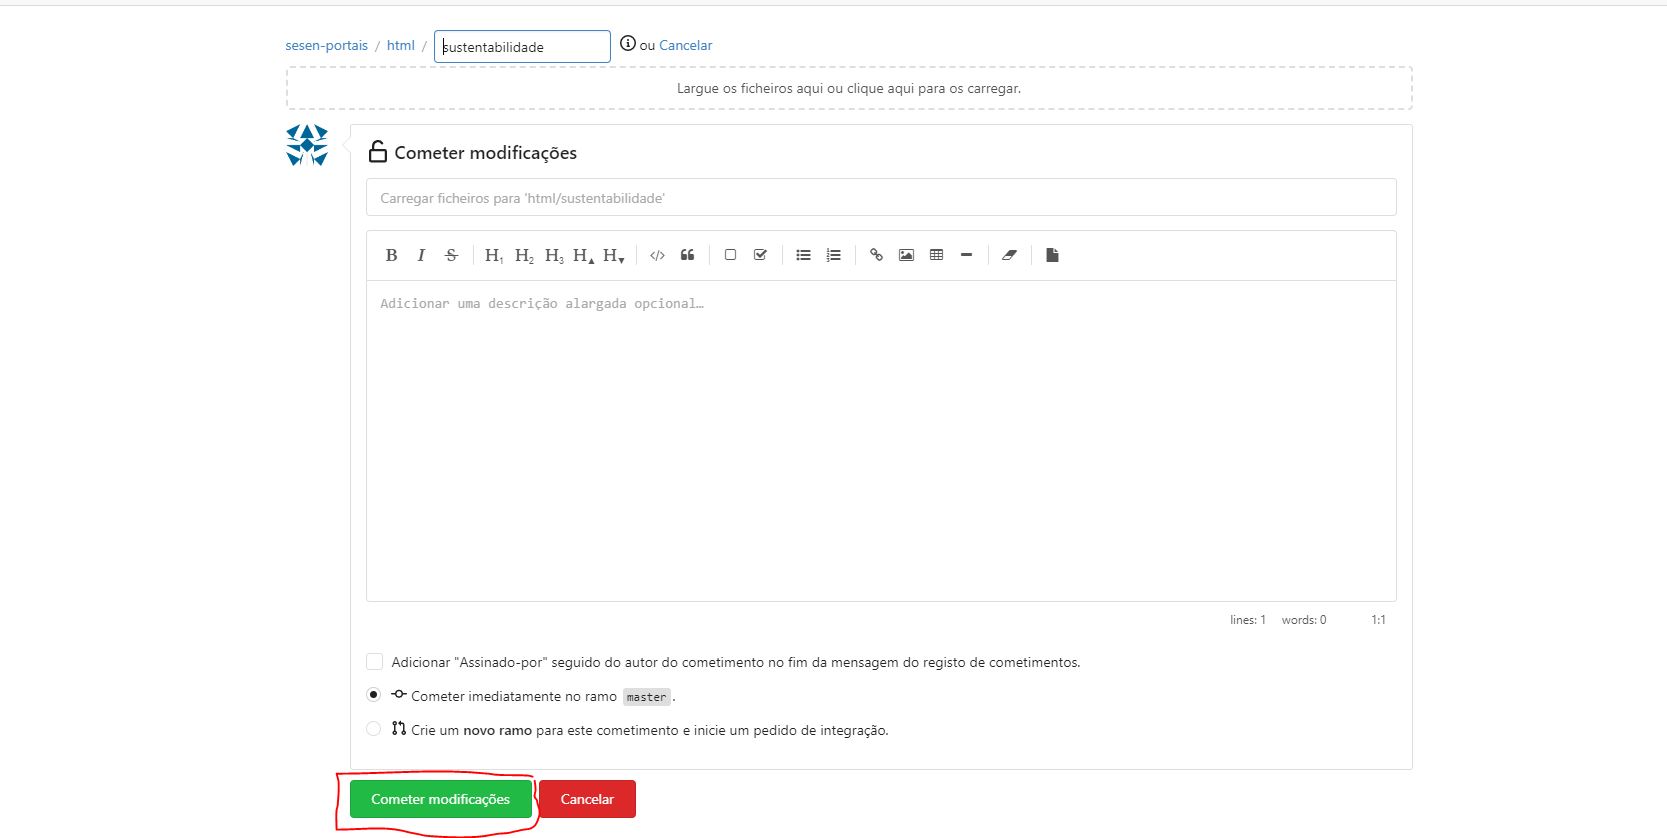 sesen-portais / html / sustentabilidade ou Cancelar
Largue os ficheiros aqui ou clique aqui para os carregar.
Cometer modificações
Carregar ficheiros para 'html/sustentabilidade'
B I S H1 H2 H3 H▲ H▼
Adicionar uma descrição alargada opcional…
lines: 1 words: 0 1:1
Adicionar "Assinado-por" seguido do autor do cometimento no fim da mensagem do registo de cometimentos.
Cometer imediatamente no ramo master.
Crie um novo ramo para este cometimento e inicie um pedido de integração.
Cometer modificações Cancelar